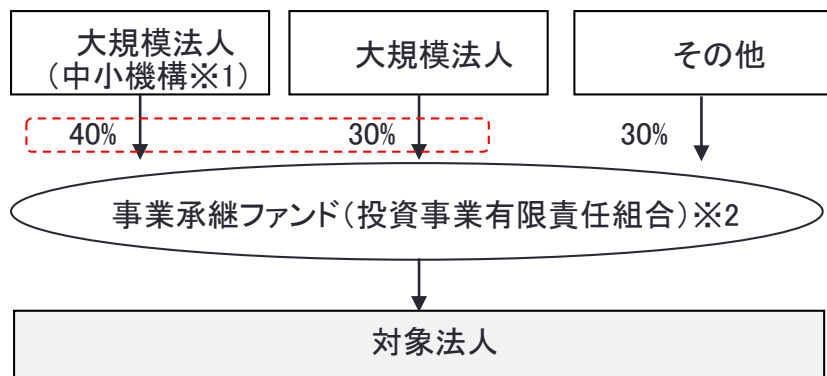 大規模法人
（中小機構※1）
大規模法人
その他
40%
30%
30%
事業承継ファンド（投資事業有限責任組合）※2
対象法人